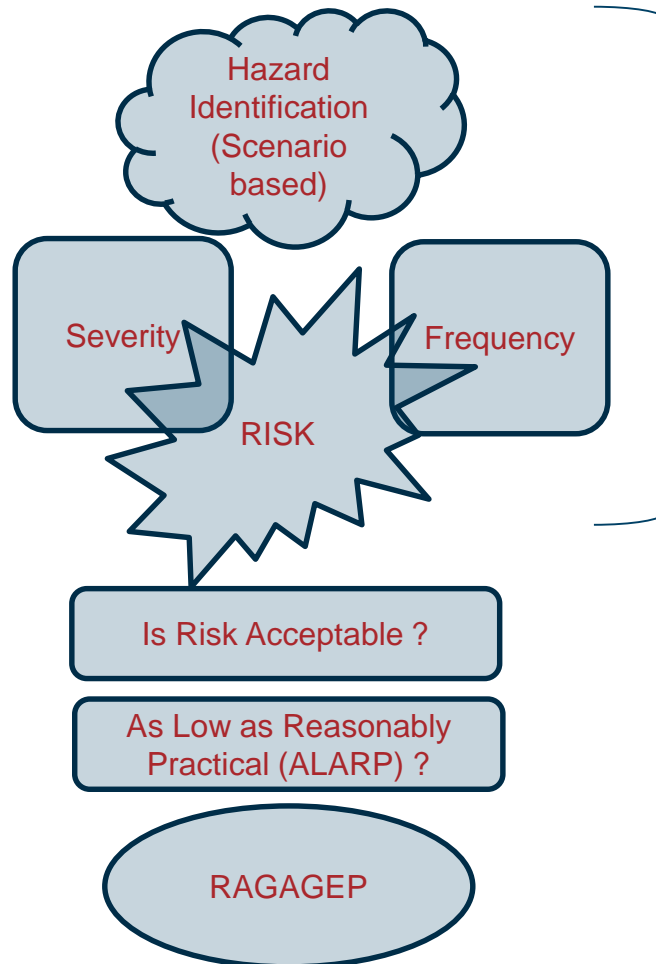 Hazard
Identification
(Scenario
based)
Severity
Frequency
RISK
Is Risk Acceptable ?
As Low as Reasonably
Practical (ALARP) ?
RAGAGEP